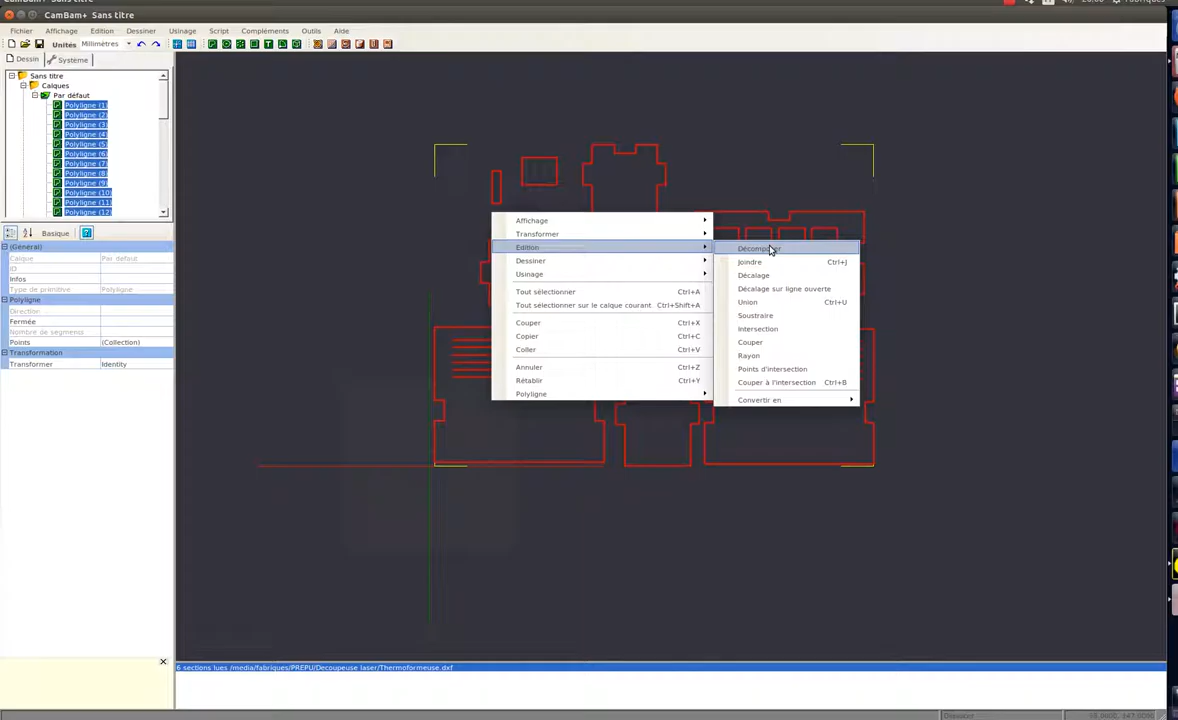 CamBam+ Sans titre
CamBam+ Sans titre
Fichier Affichage Edition Dessiner Usinage Script Compléments Outils Aide
Unités Millimètres
Dessin Système
Sans titre
Calques
Par défaut
Polyligne (1)
Polyligne (2)
Polyligne (3)
Polyligne (4)
Polyligne (5)
Polyligne (6)
Polyligne (7)
Polyligne (8)
Polyligne (9)
Polyligne (10)
Polyligne (11)
Polyligne (12)
Basique
(Général)
Calque Par defaut
ID
Infos
Type de primitive Polyligne
Polyligne
Direction
Fermée
Nombre de segments
Points (Collection)
Transformation
Transformer Identity
Affichage
Transformer
Edition
Dessiner
Usinage
Tout sélectionner Ctrl+A
Tout sélectionner sur le calque courant Ctrl+Shift+A
Couper Ctrl+X
Copier Ctrl+C
Coller Ctrl+V
Annuler Ctrl+Z
Rétablir Ctrl+Y
Polyligne
Décomposer
Joindre Ctrl+J
Décalage
Décalage sur ligne ouverte
Union Ctrl+U
Soustraire
Intersection
Couper
Rayon
Points d'intersection
Couper à l'intersection Ctrl+B
Convertir en
6 sections lues /media/fabriques/PREPU/Decoupeuse laser/Thermoformeuse.dxf